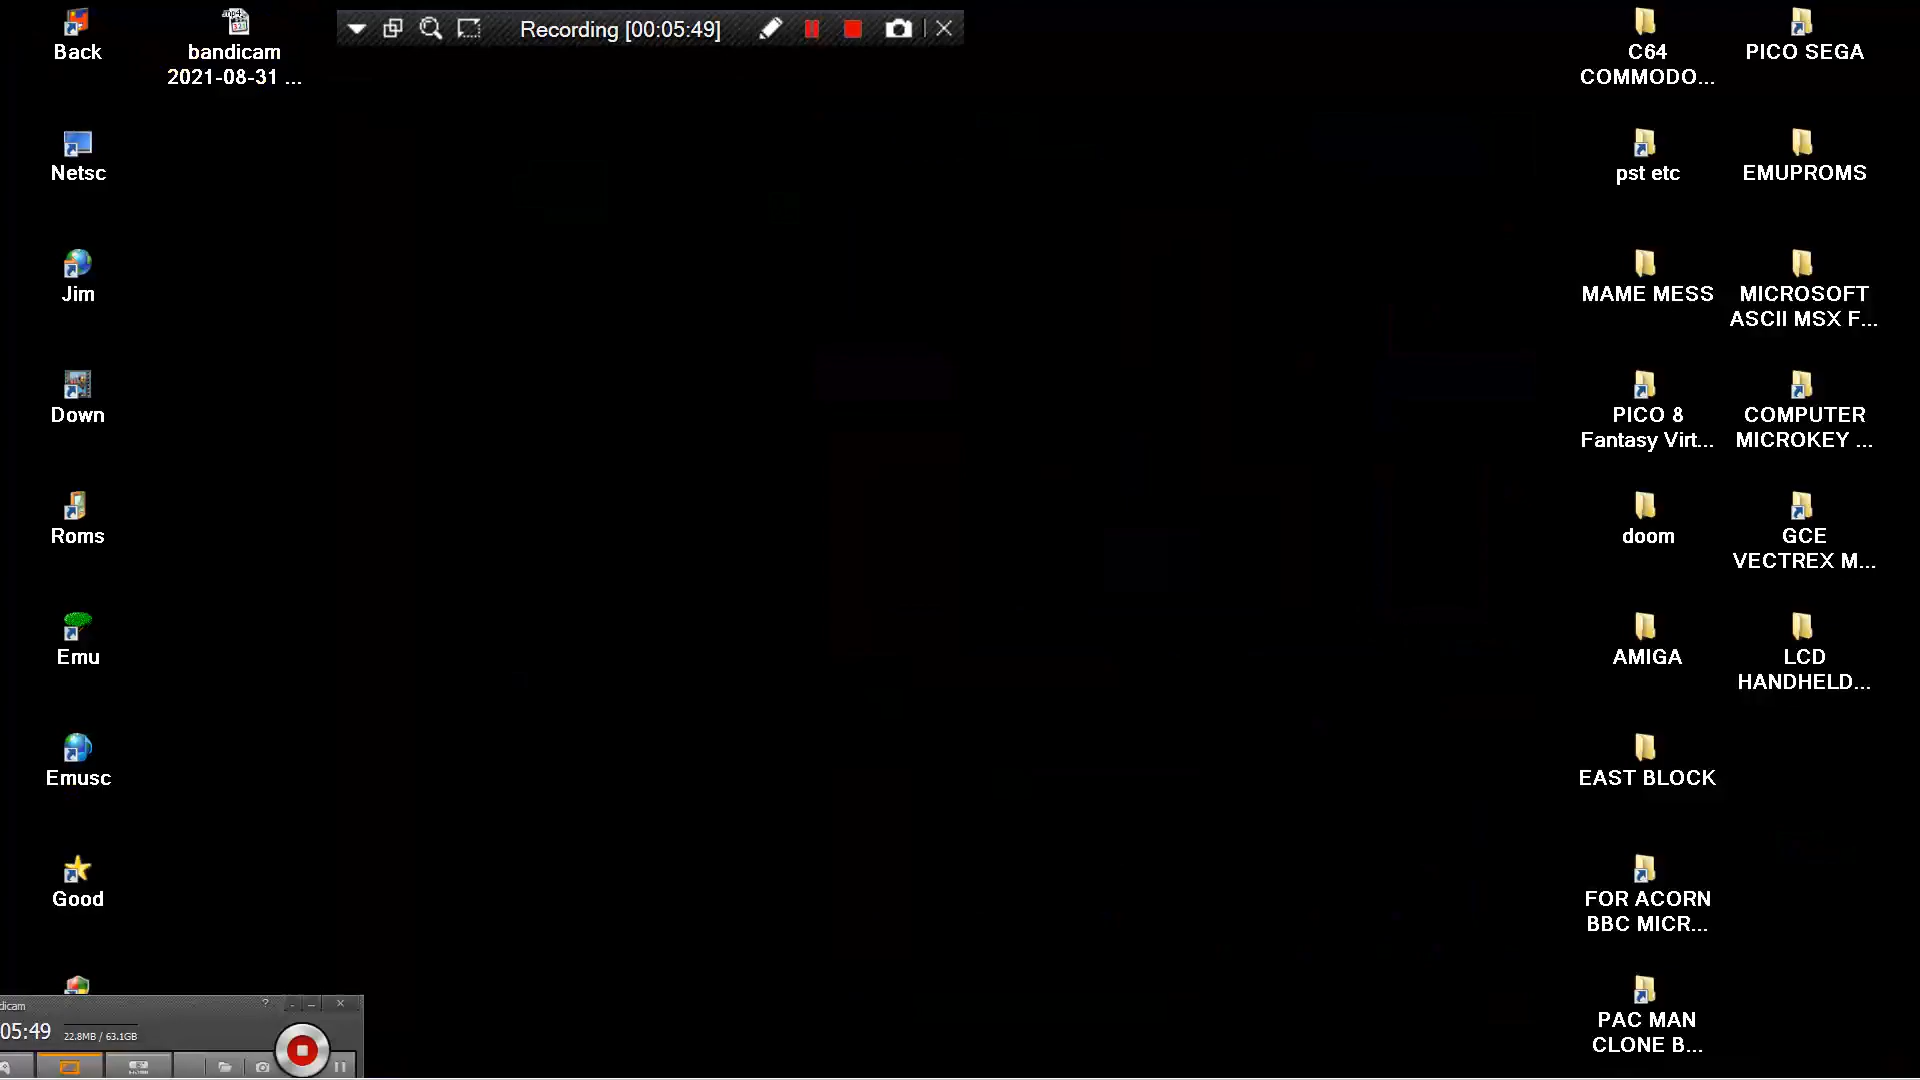 Recording [00:05:49]
Back
bandicam
2021-08-31 ...
Netsc
Jim
Down
Roms
Emu
Emusc
Good
C64
COMMODO...
PICO SEGA
pst etc
EMUPROMS
MAME MESS
MICROSOFT
ASCII MSX F...
PICO 8
Fantasy Virt...
COMPUTER
MICROKEY ...
doom
GCE
VECTREX M...
AMIGA
LCD
HANDHELD...
EAST BLOCK
FOR ACORN
BBC MICR...
PAC MAN
CLONE B...
dicam
05:49
22.8MB / 63.1GB